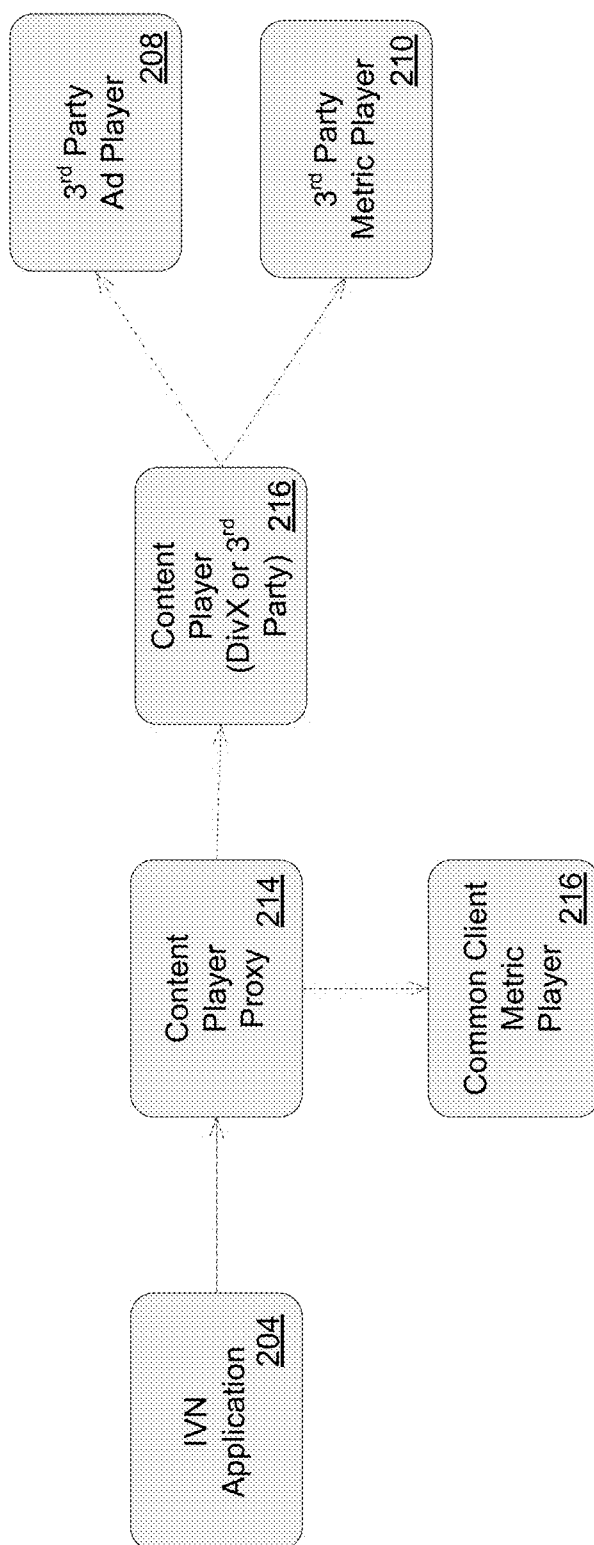 IVN
Application
204
Content
Player
Proxy
214
Common Client
Metric
Player
216
Content
Player
(DivX or 3rd
Party)
216
3rd Party
Ad Player
208
3rd Party
Metric Player
210